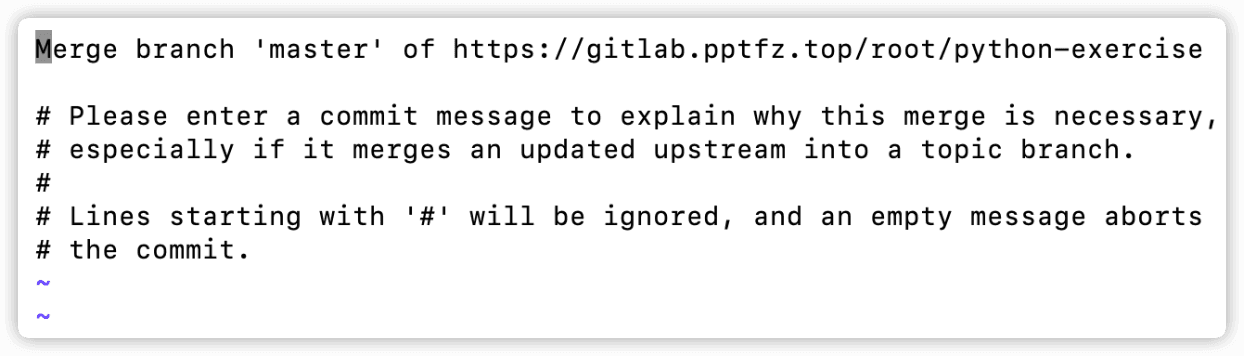 Merge branch 'master' of https://gitlab.pptfz.top/root/python-exercise
# Please enter a commit message to explain why this merge is necessary,
# especially if it merges an updated upstream into a topic branch.
#
# Lines starting with '#' will be ignored, and an empty message aborts
# the commit.
~
~